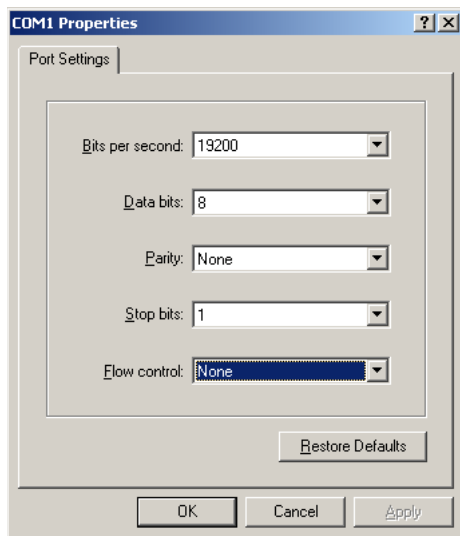 COM1 Properties
Port Settings
Bits per second: 19200
Data bits: 8
Parity: None
Stop bits: 1
Flow control: None
Restore Defaults
OK Cancel Apply